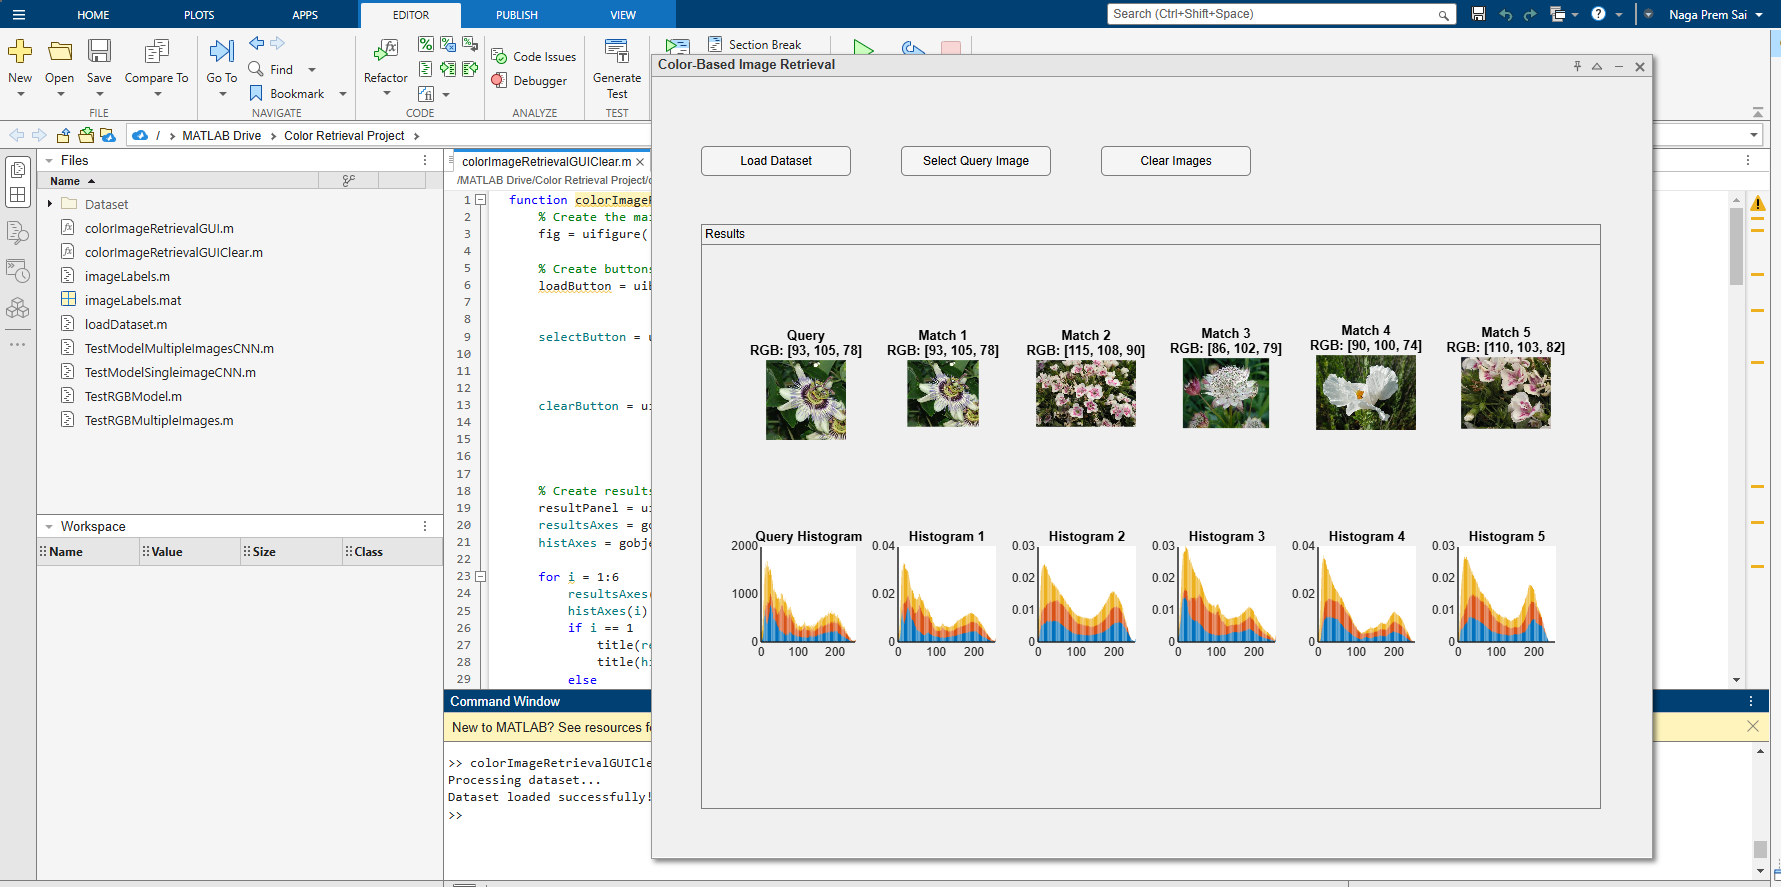 HOME PLOTS APPS EDITOR PUBLISH VIEW Search (Ctrl+Shift+Space) Naga Prem Sai
New Open Save Compare To Go To Find Bookmark Refactor Code Issues Debugger Generate Test Section Break
FILE NAVIGATE CODE ANALYZE TEST
/ MATLAB Drive Color Retrieval Project
Files
Name
Dataset
colorImageRetrievalGUI.m
colorImageRetrievalGUIClear.m
imageLabels.m
imageLabels.mat
loadDataset.m
TestModelMultipleImagesCNN.m
TestModelSingleimageCNN.m
TestRGBModel.m
TestRGBMultipleImages.m
Workspace
Name Value Size Class
colorImageRetrievalGUIClear.m
/MATLAB Drive/Color Retrieval Project/c
1 function colorImageR
2 % Create the mai
3 fig = uifigure(
4
5 % Create buttons
6 loadButton = uib
7
8
9 selectButton = u
10
11
12
13 clearButton = ui
14
15
16
17
18 % Create results
19 resultPanel = ui
20 resultsAxes = go
21 histAxes = gobje
22
23 for i = 1:6
24 resultsAxes(
25 histAxes(i)
26 if i == 1
27 title(re
28 title(hi
29 else
Command Window
New to MATLAB? See resources fo
>> colorImageRetrievalGUICle
Processing dataset...
Dataset loaded successfully!
>>
Color-Based Image Retrieval
Load Dataset Select Query Image Clear Images
Results
Query
RGB: [93, 105, 78]
Match 1
RGB: [93, 105, 78]
Match 2
RGB: [115, 108, 90]
Match 3
RGB: [86, 102, 79]
Match 4
RGB: [90, 100, 74]
Match 5
RGB: [110, 103, 82]
Query Histogram
2000
1000
0
0 100 200
Histogram 1
0.04
0.02
0
0 100 200
Histogram 2
0.03
0.02
0.01
0
0 100 200
Histogram 3
0.03
0.02
0.01
0
0 100 200
Histogram 4
0.04
0.02
0
0 100 200
Histogram 5
0.03
0.02
0.01
0
0 100 200